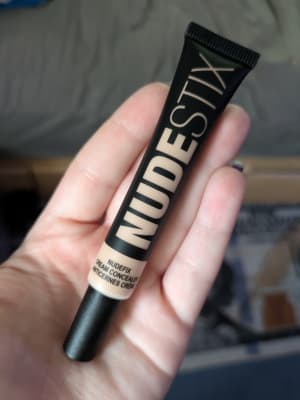 NUDESTIX
NUDEFIX
CREAM CONCEALER
ANTICERNES CRÈME